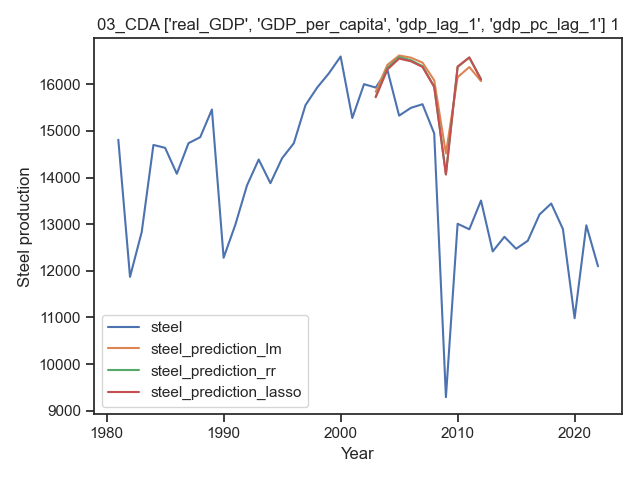 03_CDA ['real_GDP', 'GDP_per_capita', 'gdp_lag_1', 'gdp_pc_lag_1'] 1
16000
15000
14000
13000
12000
11000
10000
9000
Steel production
steel
steel_prediction_lm
steel_prediction_rr
steel_prediction_lasso
1980 1990 2000 2010 2020
Year